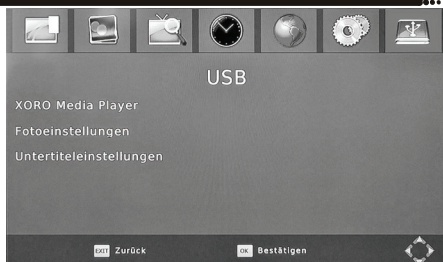 USB
XORO Media Player
Fotoeinstellungen
Untertiteleinstellungen
EXIT Zurück OK Bestätigen